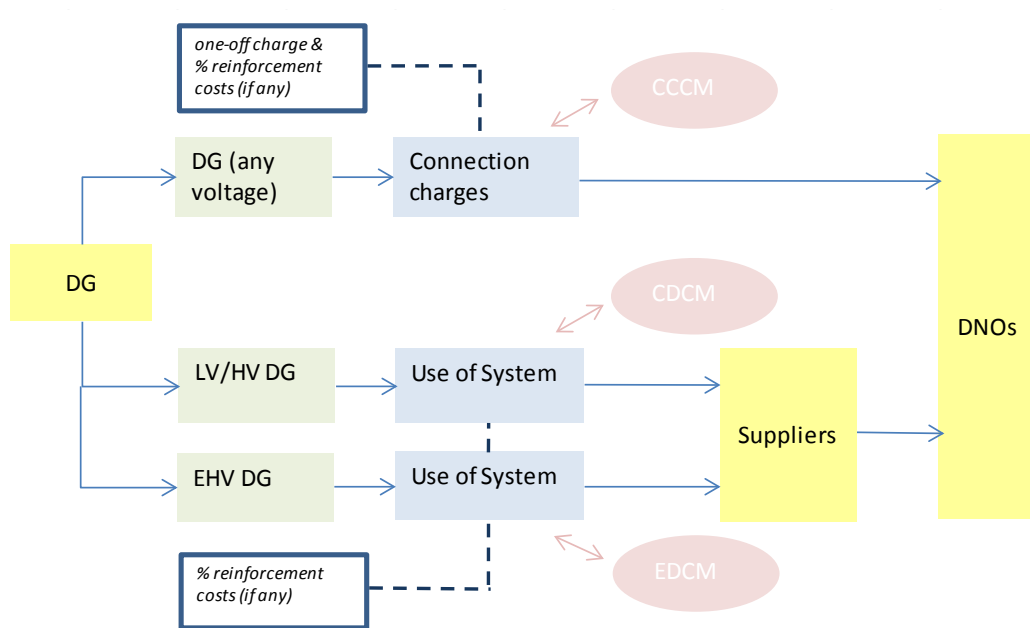 one-off charge &
% reinforcement
costs (if any)
CCCM
DG (any
voltage)
Connection
charges
DG
CDCM
DNOs
LV/HV DG
Use of System
Suppliers
EHV DG
Use of System
% reinforcement
costs (if any)
EDCM